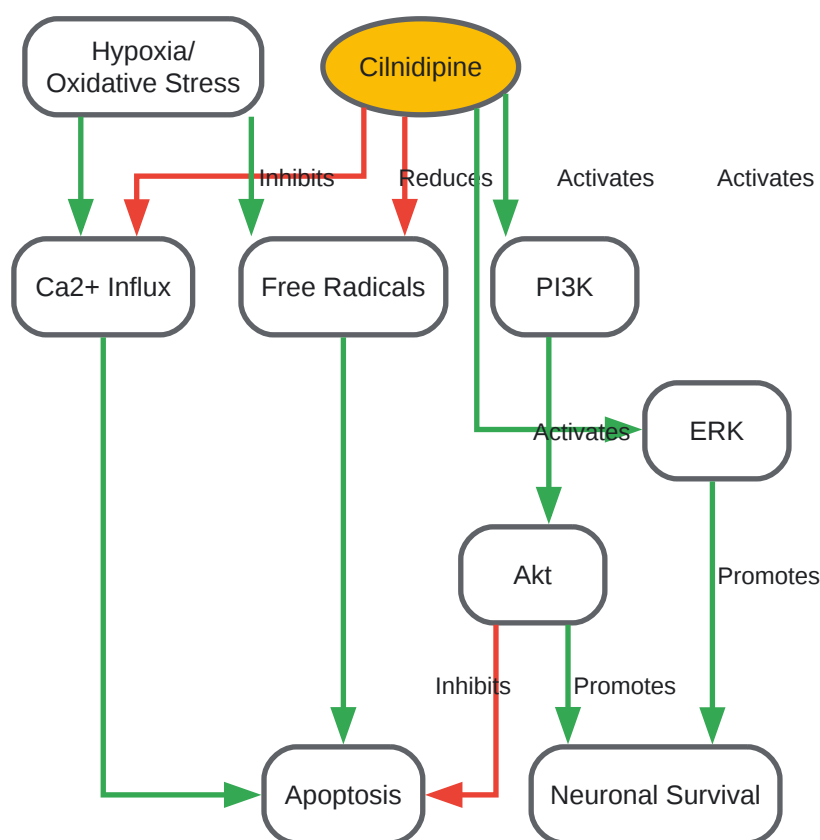 Hypoxia/
Oxidative Stress
Cilnidipine
Inhibits
Reduces
Activates
Activates
Ca2+ Influx
Free Radicals
PI3K
Activates
ERK
Akt
Promotes
Inhibits
Promotes
Apoptosis
Neuronal Survival